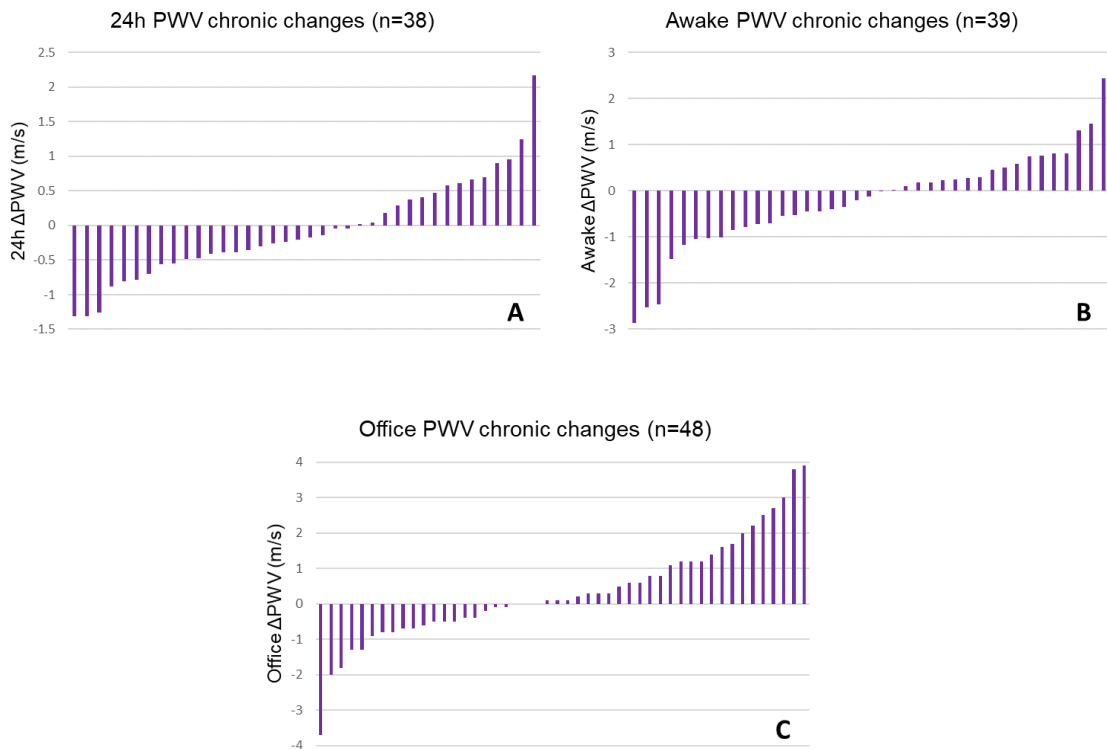 24h PWV chronic changes (n=38)
24h ΔPWV (m/s)
2.5
2
1.5
1
0.5
0
-0.5
-1
-1.5
A
Awake PWV chronic changes (n=39)
Awake ΔPWV (m/s)
3
2
1
0
-1
-2
-3
B
Office PWV chronic changes (n=48)
Office ΔPWV (m/s)
4
3
2
1
0
-1
-2
-3
-4
C